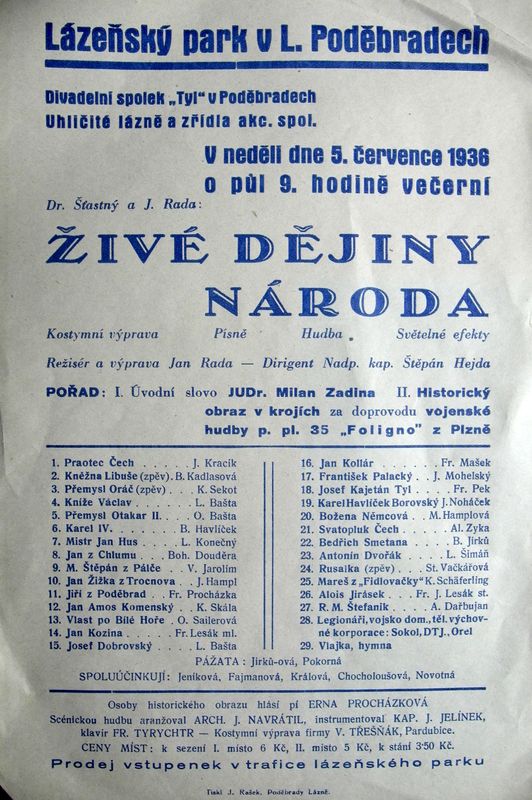 Lázeňský park v L. Poděbradech
Divadelní spolek „Tyl“ v Poděbradech
Uhličité lázně a zřídla akc. spol.
V neděli dne 5. července 1936
o půl 9. hodině večerní
Dr. Šťastný a J. Rada:
ŽIVÉ DĚJINY
NÁRODA
Kostymní výprava Písně Hudba Světelné efekty
Režisér a výprava Jan Rada — Dirigent Nadp. kap. Štěpán Hejda
POŘAD: I. Úvodní slovo JUDr. Milan Zadina II. Historický
obraz v krojích za doprovodu vojenské
hudby p. pl. 35 „Foligno“ z Plzně
1. Praotec Čech . . . . . J. Kracík
2. Kněžna Libuše (zpěv). B. Kadlasová
3. Přemysl Oráč (zpěv) . . K. Sekot
4. Kníže Václav . . . . . L. Bašta
5. Přemysl Otakar II. . . . O. Bašta
6. Karel IV. . . . . B. Havlíček
7. Mistr Jan Hus . . . L. Konečný
8. Jan z Chlumu . . . Boh. Douděra
9. M. Štěpán z Pálče . . V. Jarolím
10. Jan Žižka z Trocnova . J. Hampl
11. Jiří z Poděbrad . . Fr. Procházka
12. Jan Amos Komenský . . K. Skála
13. Vlast po Bílé Hoře . O. Sailerová
14. Jan Kozina . . . . Fr. Lesák ml.
15. Josef Dobrovský . . . . L. Bašta
16. Jan Kollár . . . . . Fr. Mašek
17. František Palacký . . J. Mohelský
18. Josef Kajetán Tyl . . . Fr. Pek
19. Karel Havlíček Borovský J. Noháček
20. Božena Němcová . . M. Hamplová
21. Svatopluk Čech . . . . Al. Zyka
22. Bedřich Smetana . . . B. Jirků
23. Antonín Dvořák . . . L. Šimáň
24. Rusalka (zpěv) . . St. Vačkářová
25. Mareš z „Fidlovačky“ K. Schäferling
26. Alois Jirásek . . Fr. J. Lesák st.
27. R. M. Štefaník . . . A. Dařbujan
28. Legionáři, vojsko dom., těl. výchov-
né korporace: Sokol, DTJ., Orel
29. Vlajka, hymna
PÁŽATA: Jirků-ová, Pokorná
SPOLUÚČINKUJÍ: Jeníková, Fajmanová, Králová, Chocholoušová, Novotná
Osoby historického obrazu hlásí pí ERNA PROCHÁZKOVÁ
Scénickou hudbu aranžoval ARCH. J. NAVRÁTIL, instrumentoval KAP. J. JELÍNEK,
klavír FR. TYRYCHTR — Kostymní výprava firmy V. TŘEŠŇÁK, Pardubice.
CENY MÍST: k sezení I. místo 6 Kč, II. místo 5 Kč, k stání 3·50 Kč.
Prodej vstupenek v trafice lázeňského parku
Tiskl J. Rašek, Poděbrady Lázně.